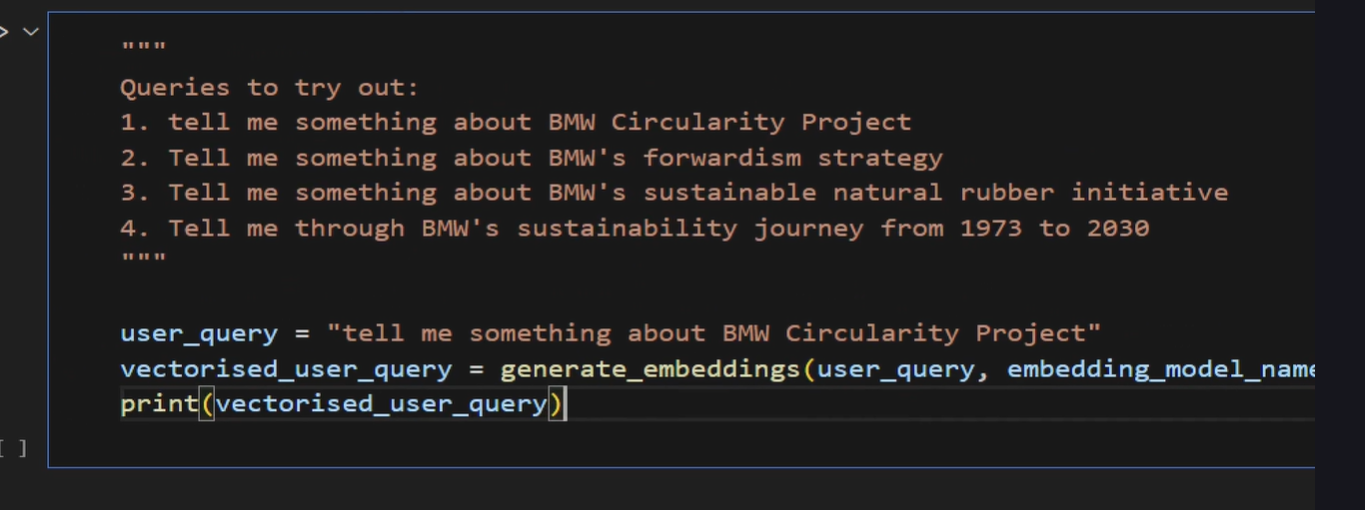 """
Queries to try out:
1. tell me something about BMW Circularity Project
2. Tell me something about BMW's forwardism strategy
3. Tell me something about BMW's sustainable natural rubber initiative
4. Tell me through BMW's sustainability journey from 1973 to 2030
"""
user_query = "tell me something about BMW Circularity Project"
vectorised_user_query = generate_embeddings(user_query, embedding_model_name
print(vectorised_user_query)
[ ]